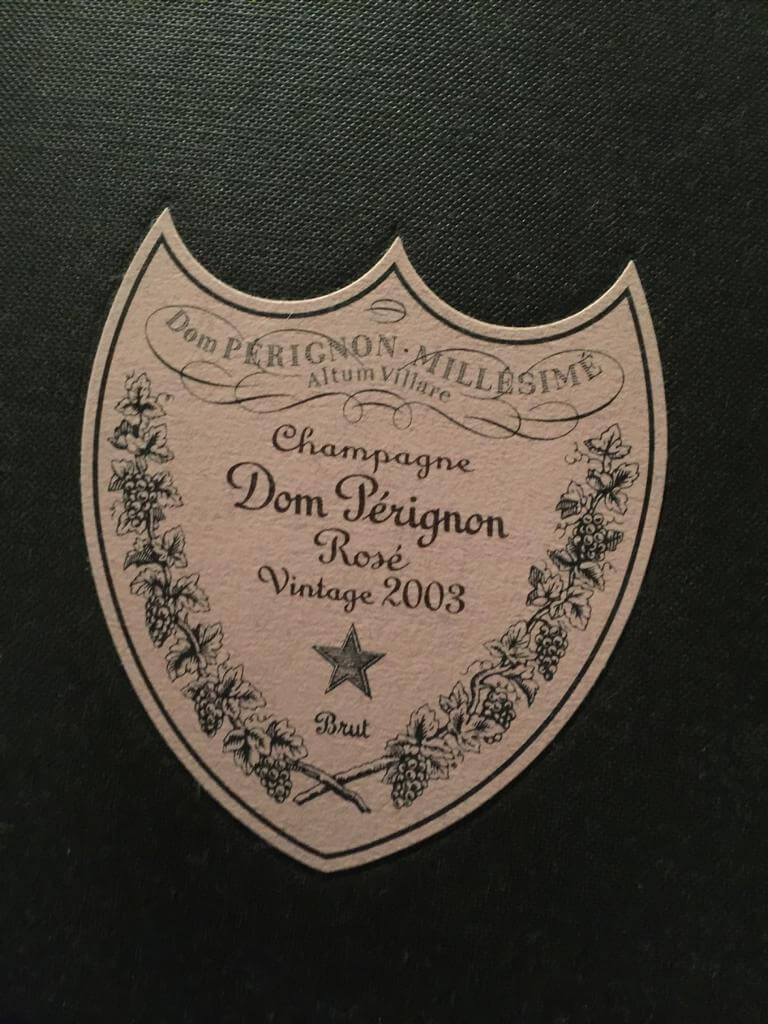 Dom PÉRIGNON · MILLÉSIMÉ
Altum Villare
Champagne
Dom Pérignon
Rosé
Vintage 2003
Brut